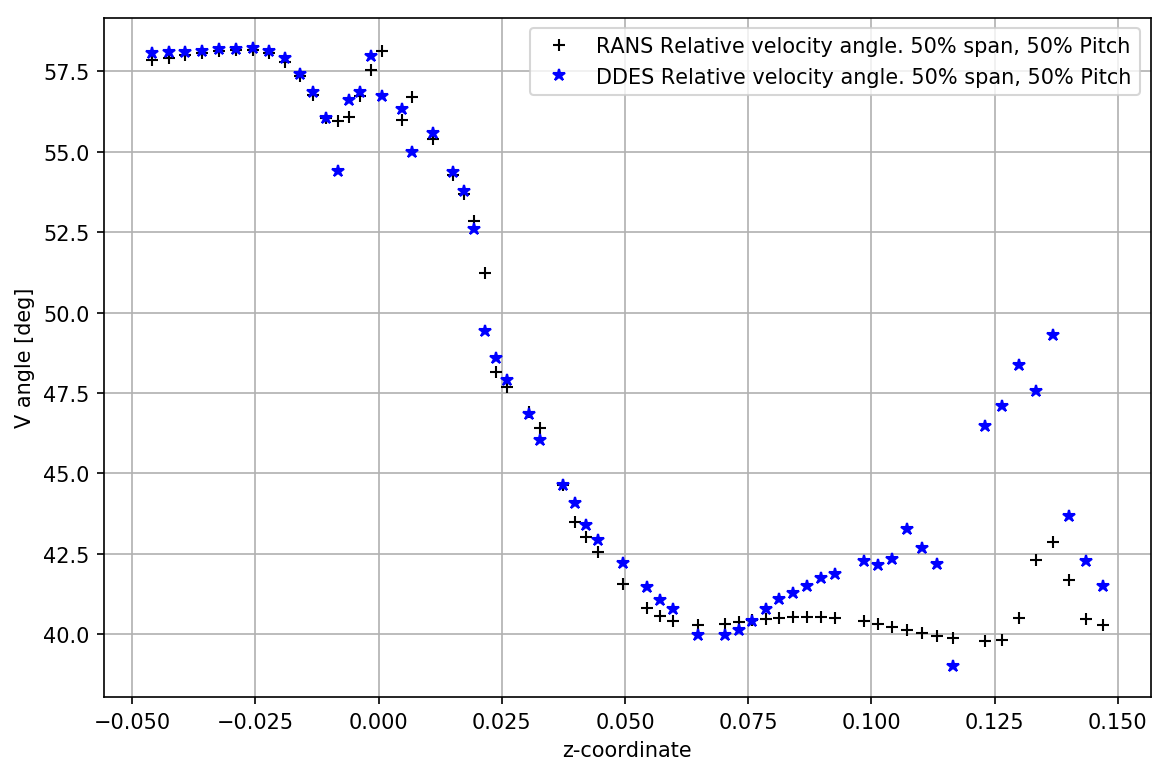 RANS Relative velocity angle. 50% span, 50% Pitch
DDES Relative velocity angle. 50% span, 50% Pitch
V angle [deg]
57.5
55.0
52.5
50.0
47.5
45.0
42.5
40.0
−0.050 −0.025 0.000 0.025 0.050 0.075 0.100 0.125 0.150
z-coordinate